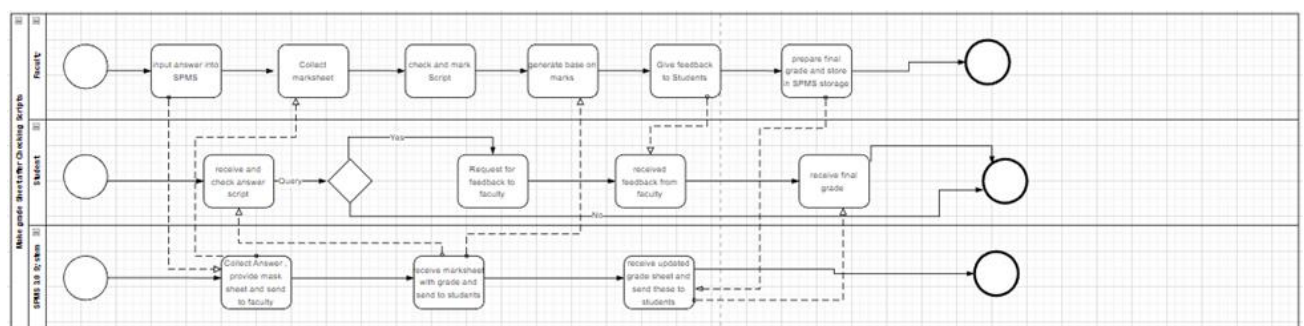 Make grade Sheet after Checking Scripts
Faculty
input answer into
SPMS
Collect
marksheet
check and mark
Script
generate base on
marks
Give feedback
to Students
prepare final
grade and store
in SPMS storage
Student
receive and
check answer
script
Query
Yes
No
Request for
feedback to
faculty
received
feedback from
faculty
receive final
grade
SPMS 3.0 System
Collect Answer ,
provide mask
sheet and send
to faculty
receive marksheet
with grade and
send to students
receive updated
grade sheet and
send these to
students